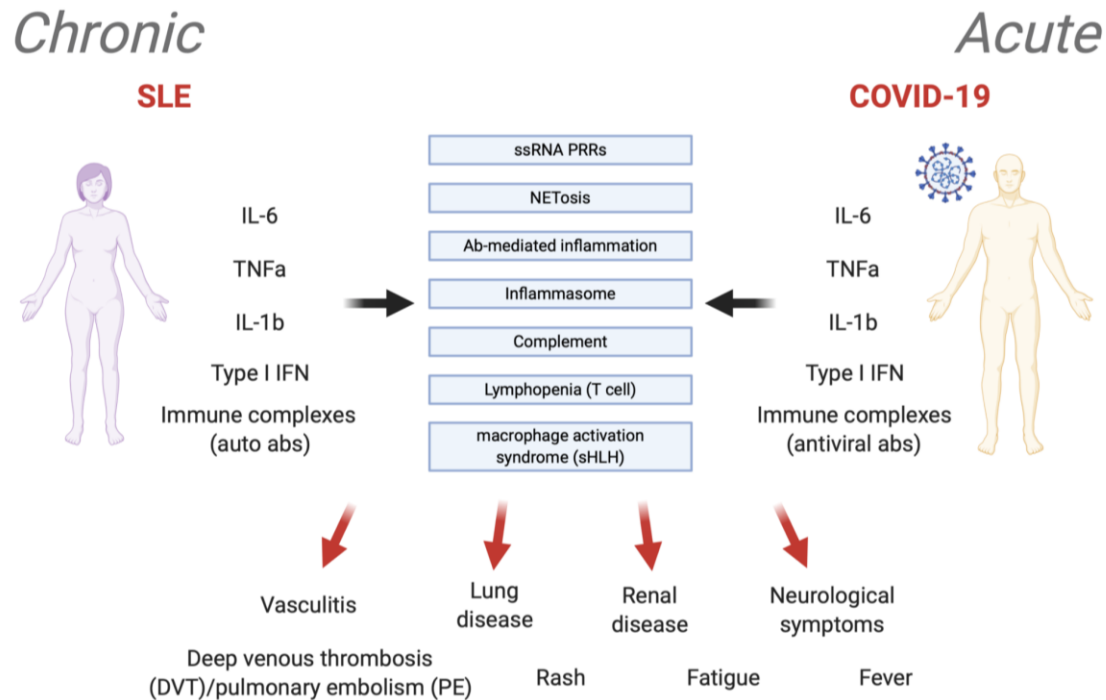 Chronic
Acute
SLE
COVID-19
IL-6
TNFa
IL-1b
Type I IFN
Immune complexes
(auto abs)
ssRNA PRRs
NETosis
Ab-mediated inflammation
Inflammasome
Complement
Lymphopenia (T cell)
macrophage activation
syndrome (sHLH)
IL-6
TNFa
IL-1b
Type I IFN
Immune complexes
(antiviral abs)
Vasculitis
Lung
disease
Renal
disease
Neurological
symptoms
Deep venous thrombosis
(DVT)/pulmonary embolism (PE)
Rash
Fatigue
Fever